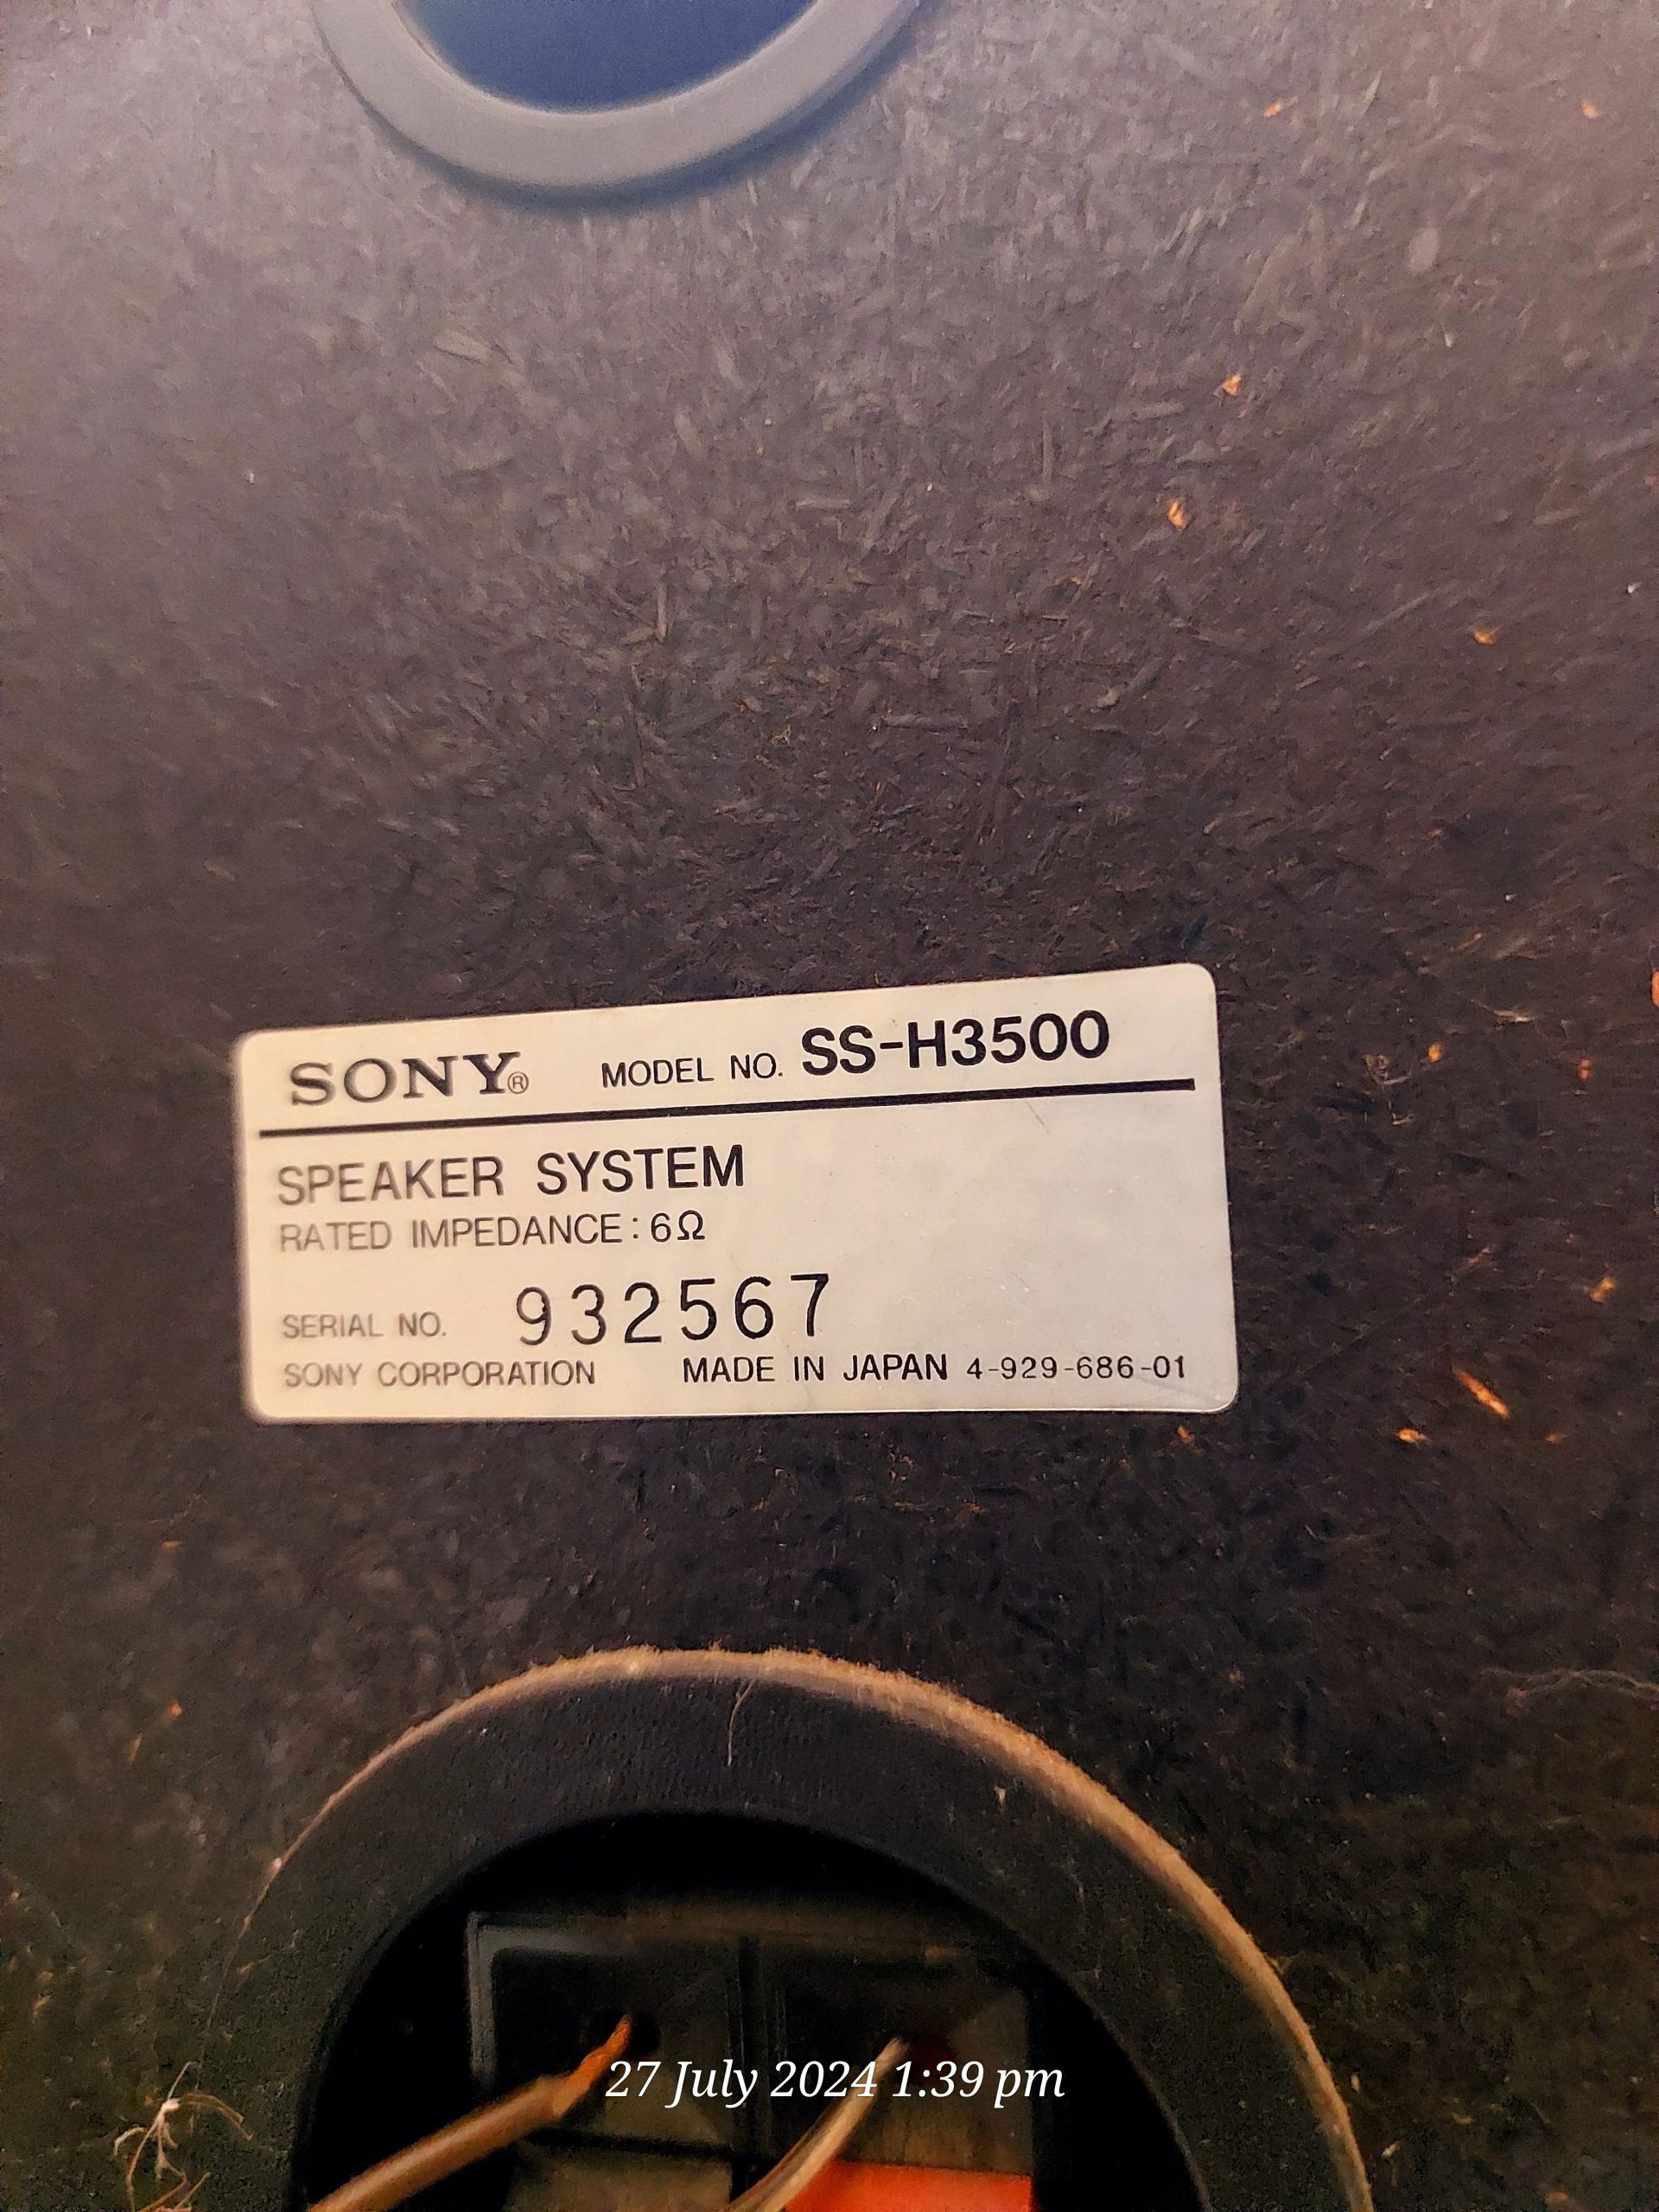 SONY® MODEL NO. SS-H3500
SPEAKER SYSTEM
RATED IMPEDANCE: 6Ω
SERIAL NO. 932567
SONY CORPORATION MADE IN JAPAN 4-929-686-01
27 July 2024 1:39 pm